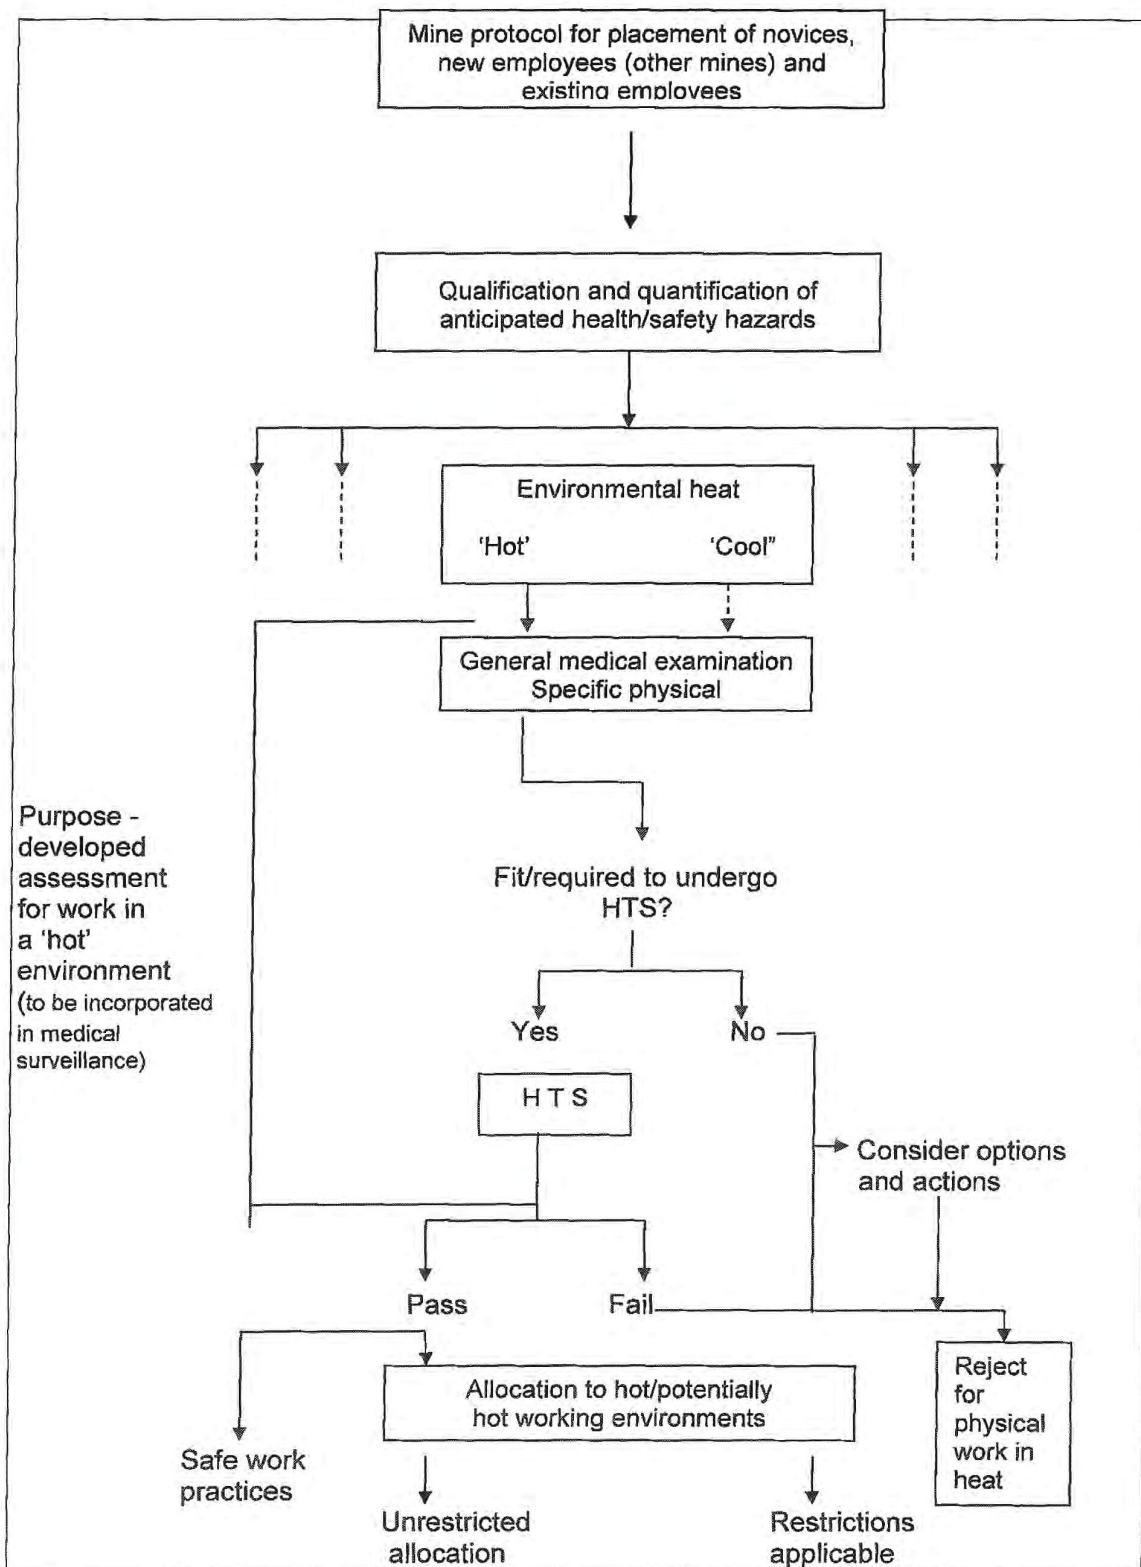 Mine protocol for placement of novices,
new employees (other mines) and
existing employees
Qualification and quantification of
anticipated health/safety hazards
Environmental heat
'Hot' 'Cool"
General medical examination
Specific physical
Purpose -
developed
assessment
for work in
a 'hot'
environment
(to be incorporated
in medical
surveillance)
Fit/required to undergo
HTS?
Yes No
H T S
Consider options
and actions
Pass Fail
Allocation to hot/potentially
hot working environments
Reject
for
physical
work in
heat
Safe work
practices
Unrestricted
allocation
Restrictions
applicable